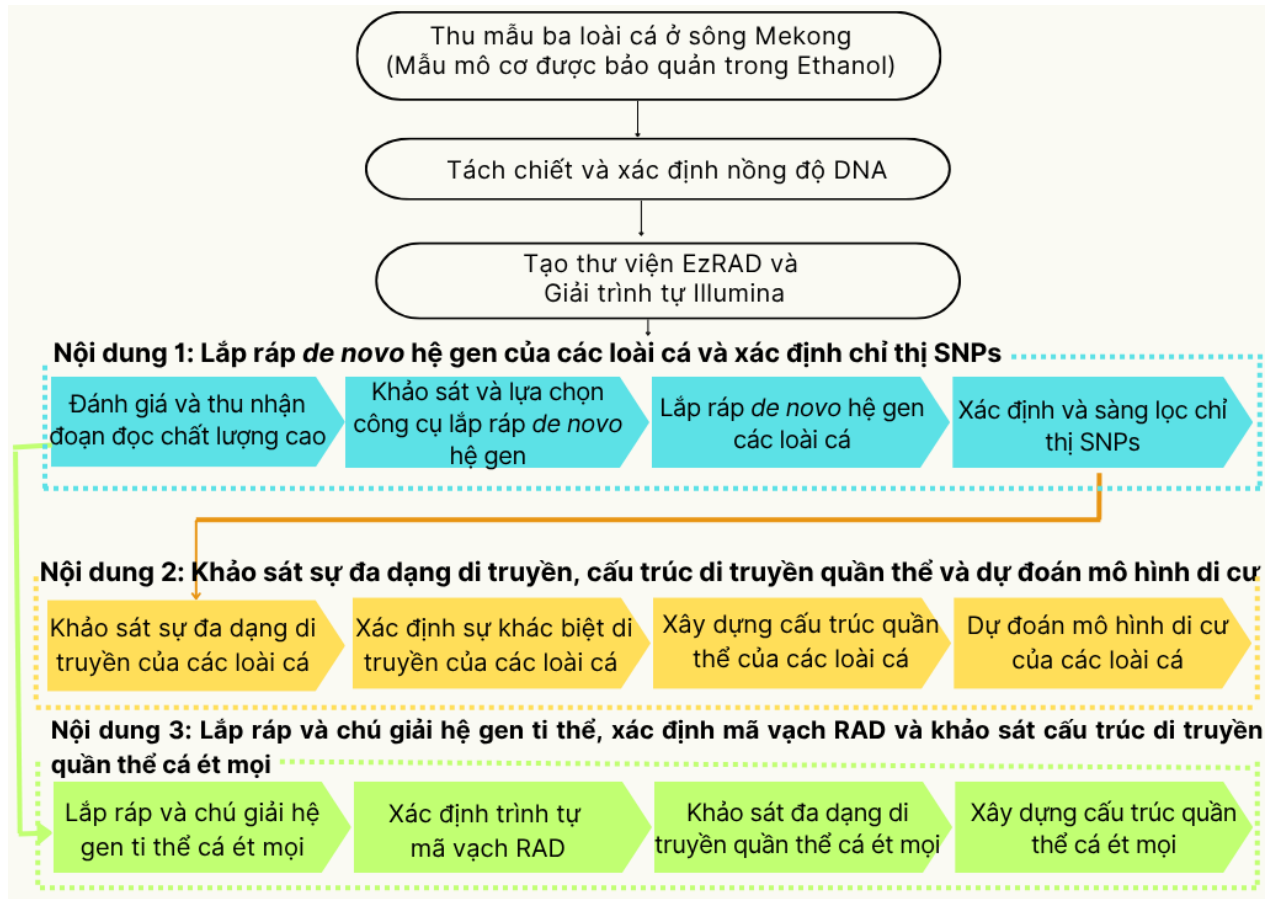 Thu mẫu ba loài cá ở sông Mekong
(Mẫu mô cơ được bảo quản trong Ethanol)
Tách chiết và xác định nồng độ DNA
Tạo thư viện EzRAD và
Giải trình tự Illumina
Nội dung 1: Lắp ráp de novo hệ gen của các loài cá và xác định chỉ thị SNPs
Đánh giá và thu nhận
đoạn đọc chất lượng cao
Khảo sát và lựa chọn
công cụ lắp ráp de novo
hệ gen
Lắp ráp de novo hệ gen
các loài cá
Xác định và sàng lọc chỉ
thị SNPs
Nội dung 2: Khảo sát sự đa dạng di truyền, cấu trúc di truyền quần thể và dự đoán mô hình di cư
Khảo sát sự đa dạng di
truyền của các loài cá
Xác định sự khác biệt di
truyền của các loài cá
Xây dựng cấu trúc quần
thể của các loài cá
Dự đoán mô hình di cư
của các loài cá
Nội dung 3: Lắp ráp và chú giải hệ gen ti thể, xác định mã vạch RAD và khảo sát cấu trúc di truyền
quần thể cá ét mọi
Lắp ráp và chú giải hệ
gen ti thể cá ét mọi
Xác định trình tự
mã vạch RAD
Khảo sát đa dạng di
truyền quần thể cá ét mọi
Xây dựng cấu trúc quần
thể cá ét mọi